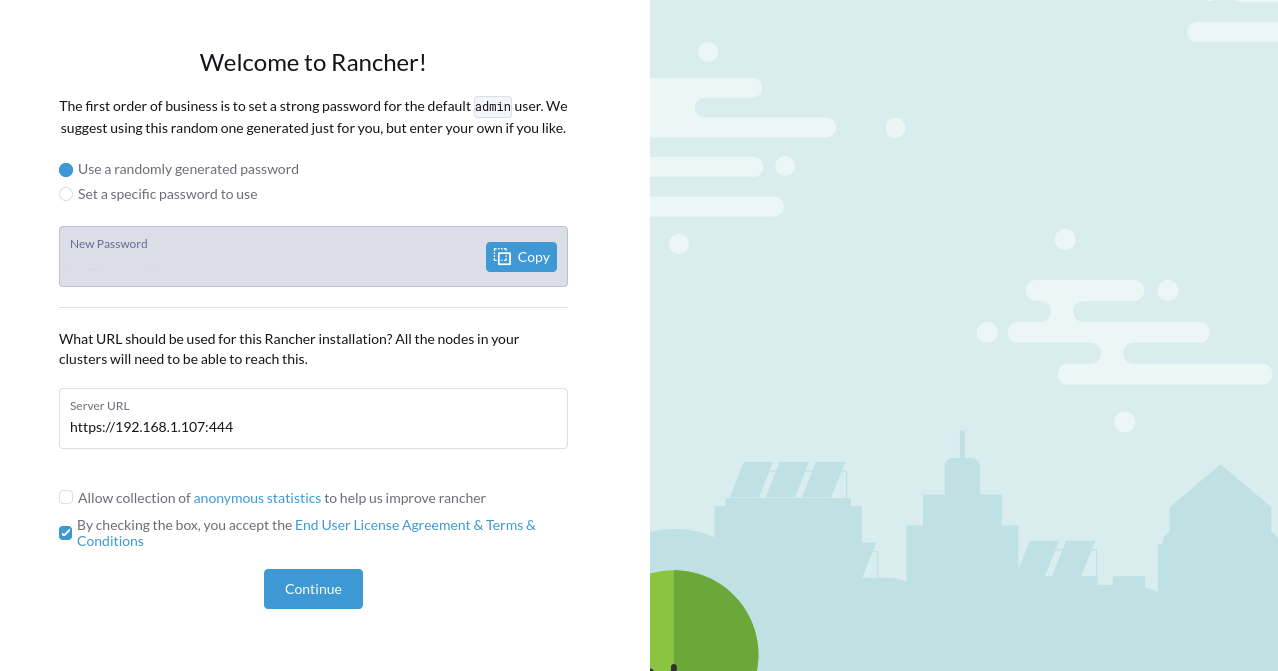 Welcome to Rancher!
The first order of business is to set a strong password for the default admin user. We
suggest using this random one generated just for you, but enter your own if you like.
Use a randomly generated password
Set a specific password to use
New Password
Copy
What URL should be used for this Rancher installation? All the nodes in your
clusters will need to be able to reach this.
Server URL
https://192.168.1.107:444
Allow collection of anonymous statistics to help us improve rancher
By checking the box, you accept the End User License Agreement & Terms &
Conditions
Continue